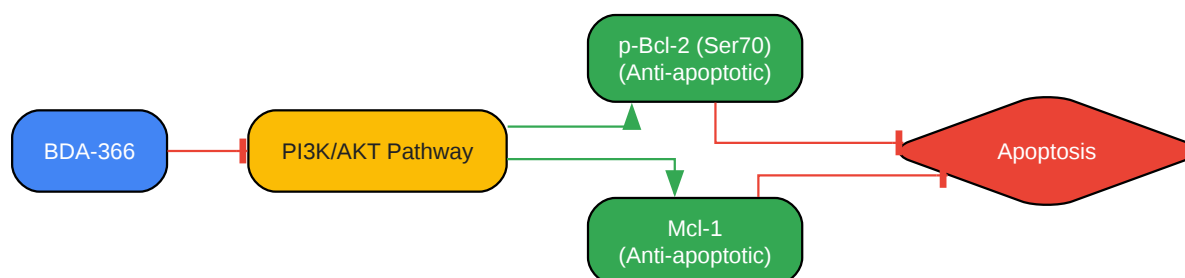 BDA-366
PI3K/AKT Pathway
p-Bcl-2 (Ser70)
(Anti-apoptotic)
Mcl-1
(Anti-apoptotic)
Apoptosis